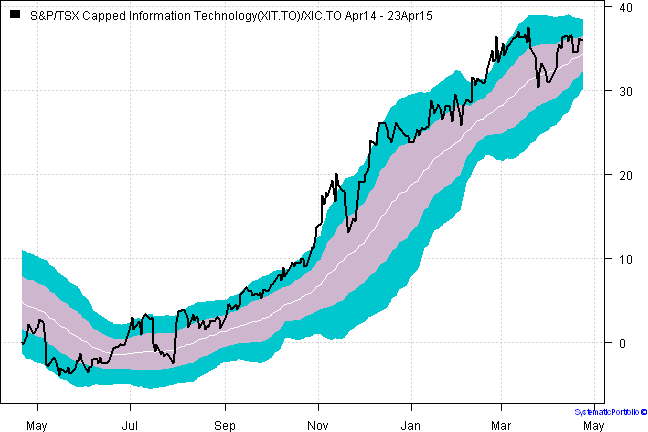 S&P/TSX Capped Information Technology(XIT.TO)/XIC.TO Apr14 - 23Apr15
40
30
20
10
0
SystematicPortfolio ©
May Jul Sep Nov Jan Mar May